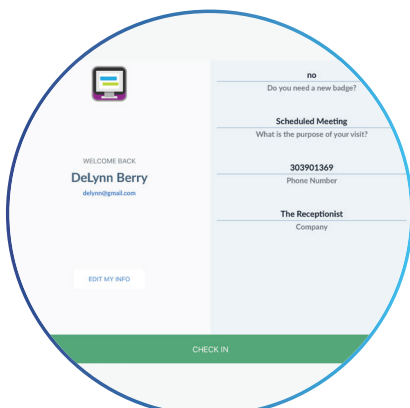 WELCOME BACK
DeLynn Berry
delynn@gmail.com
EDIT MY INFO
no
Do you need a new badge?
Scheduled Meeting
What is the purpose of your visit?
303901369
Phone Number
The Receptionist
Company
CHECK IN